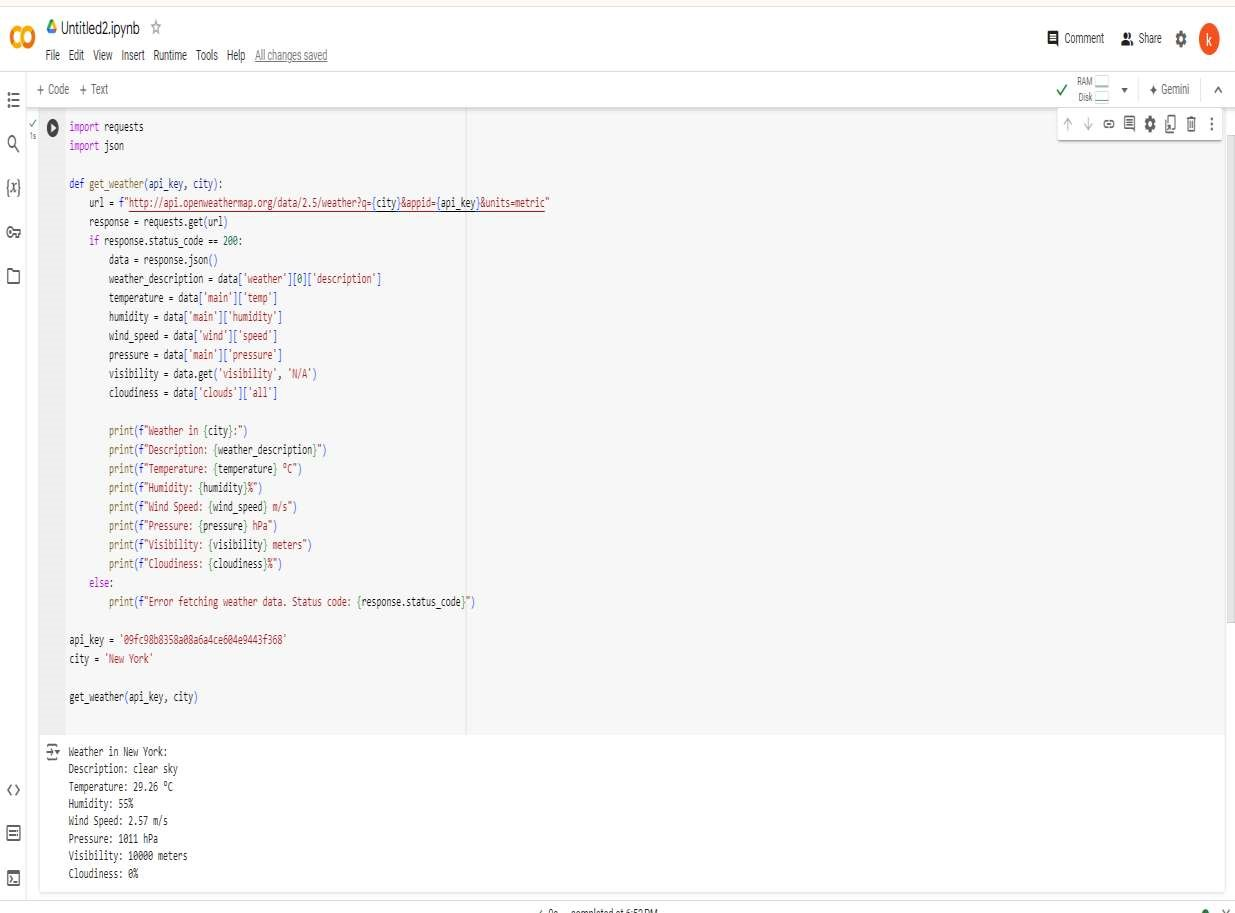 Untitled2.ipynb
File Edit View Insert Runtime Tools Help All changes saved
Comment Share k
+ Code + Text
RAM
Disk
Gemini
1s
import requests
import json
def get_weather(api_key, city):
url = f"http://api.openweathermap.org/data/2.5/weather?q={city}&appid={api_key}&units=metric"
response = requests.get(url)
if response.status_code == 200:
data = response.json()
weather_description = data['weather'][0]['description']
temperature = data['main']['temp']
humidity = data['main']['humidity']
wind_speed = data['wind']['speed']
pressure = data['main']['pressure']
visibility = data.get('visibility', 'N/A')
cloudiness = data['clouds']['all']
print(f"Weather in {city}:")
print(f"Description: {weather_description}")
print(f"Temperature: {temperature} °C")
print(f"Humidity: {humidity}%")
print(f"Wind Speed: {wind_speed} m/s")
print(f"Pressure: {pressure} hPa")
print(f"Visibility: {visibility} meters")
print(f"Cloudiness: {cloudiness}%")
else:
print(f"Error fetching weather data. Status code: {response.status_code}")
api_key = '09fc98b8358a08a6a4ce604e9443f368'
city = 'New York'
get_weather(api_key, city)
Weather in New York:
Description: clear sky
Temperature: 29.26 °C
Humidity: 55%
Wind Speed: 2.57 m/s
Pressure: 1011 hPa
Visibility: 10000 meters
Cloudiness: 0%
completed at